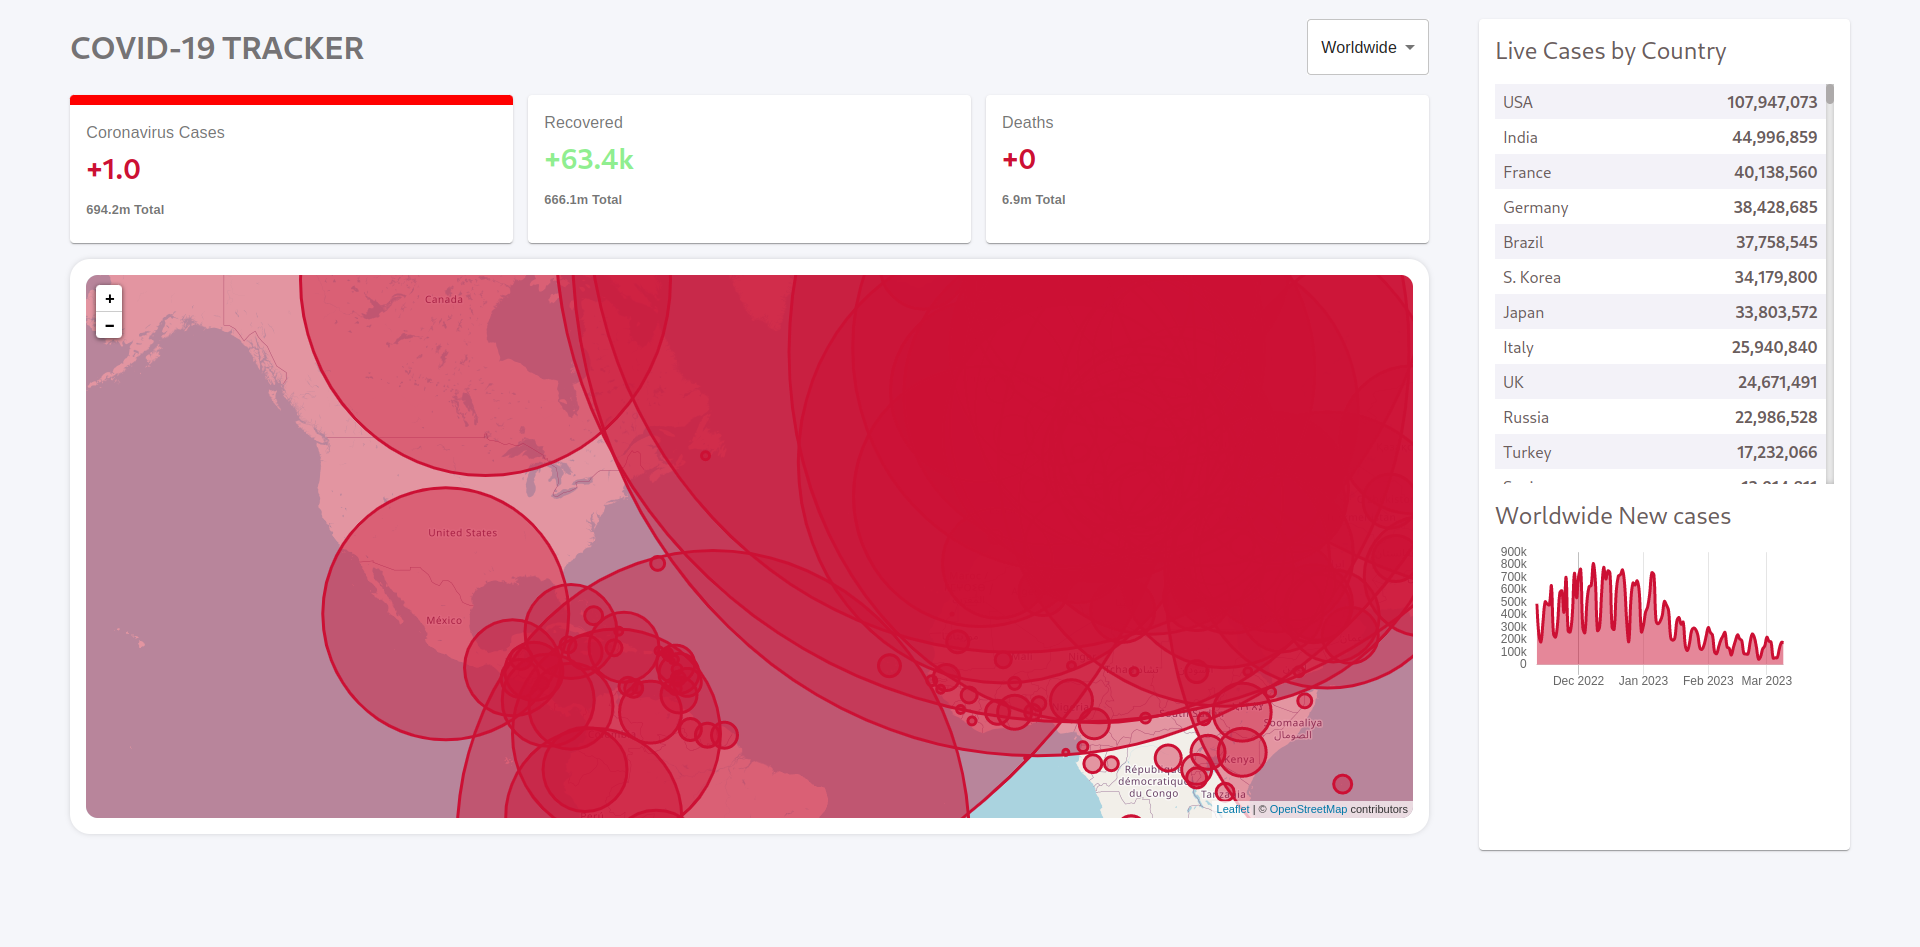 COVID-19 TRACKER
Worldwide
Coronavirus Cases
+1.0
694.2m Total
Recovered
+63.4k
666.1m Total
Deaths
+0
6.9m Total
+
−
Canada
United States
México
Soomaaliya
الصومال
Kenya
République
démocratique
du Congo
Tanzania
Leaflet | © OpenStreetMap contributors
Live Cases by Country
USA 107,947,073
India 44,996,859
France 40,138,560
Germany 38,428,685
Brazil 37,758,545
S. Korea 34,179,800
Japan 33,803,572
Italy 25,940,840
UK 24,671,491
Russia 22,986,528
Turkey 17,232,066
Worldwide New cases
900k
800k
700k
600k
500k
400k
300k
200k
100k
0
Dec 2022 Jan 2023 Feb 2023 Mar 2023